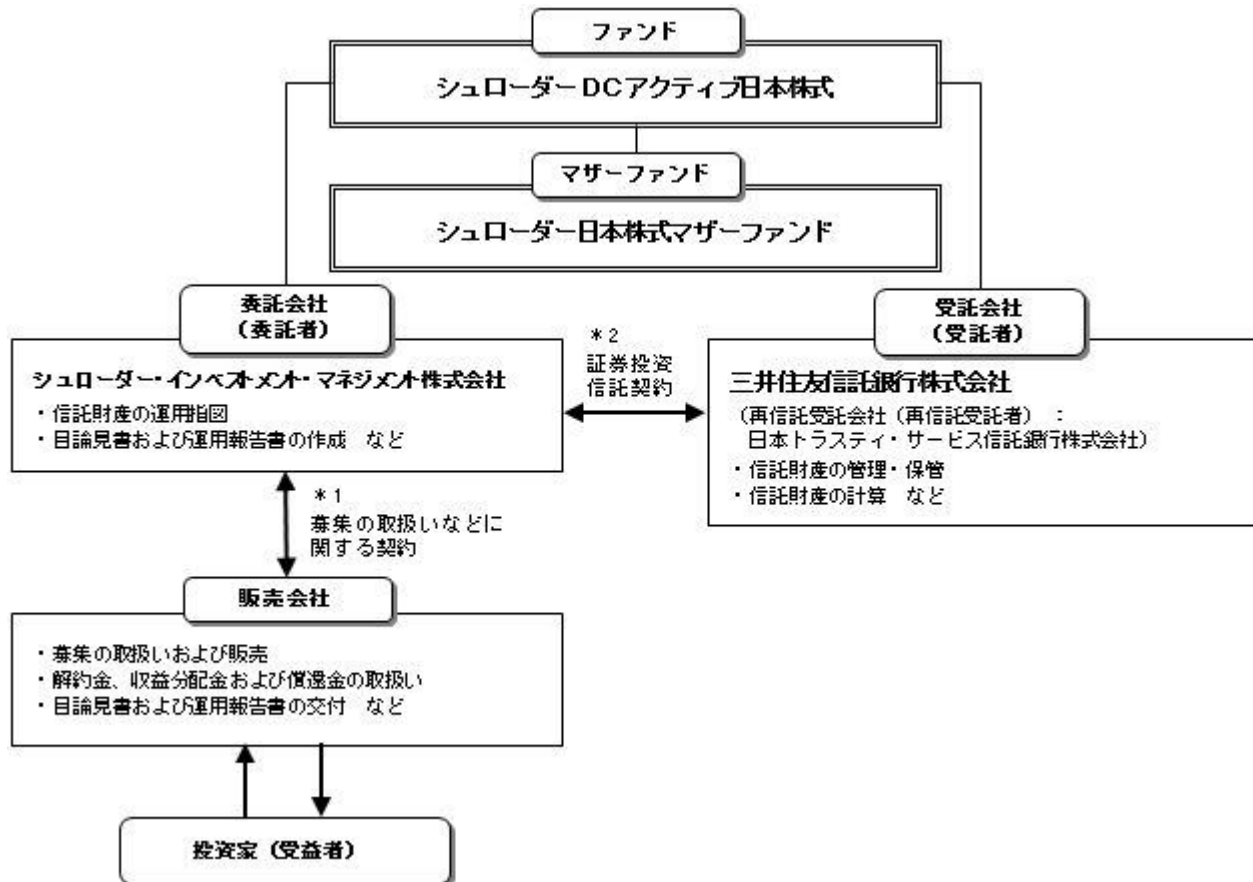 ファンド
シュローダーDCアクティブ日本株式
マザーファンド
シュローダー日本株式マザーファンド
委託会社
(委託者)
シュローダー・インベストメント・マネジメント株式会社
・信託財産の運用指図
・目論見書および運用報告書の作成　など
*2
証券投資
信託契約
受託会社
(受託者)
三井住友信託銀行株式会社
(再信託受託会社(再信託受託者)　:
日本トラスティ・サービス信託銀行株式会社)
・信託財産の管理・保管
・信託財産の計算　など
*1
募集の取扱いなどに
関する契約
販売会社
・募集の取扱いおよび販売
・解約金、収益分配金および償還金の取扱い
・目論見書および運用報告書の交付　など
投資家(受益者)